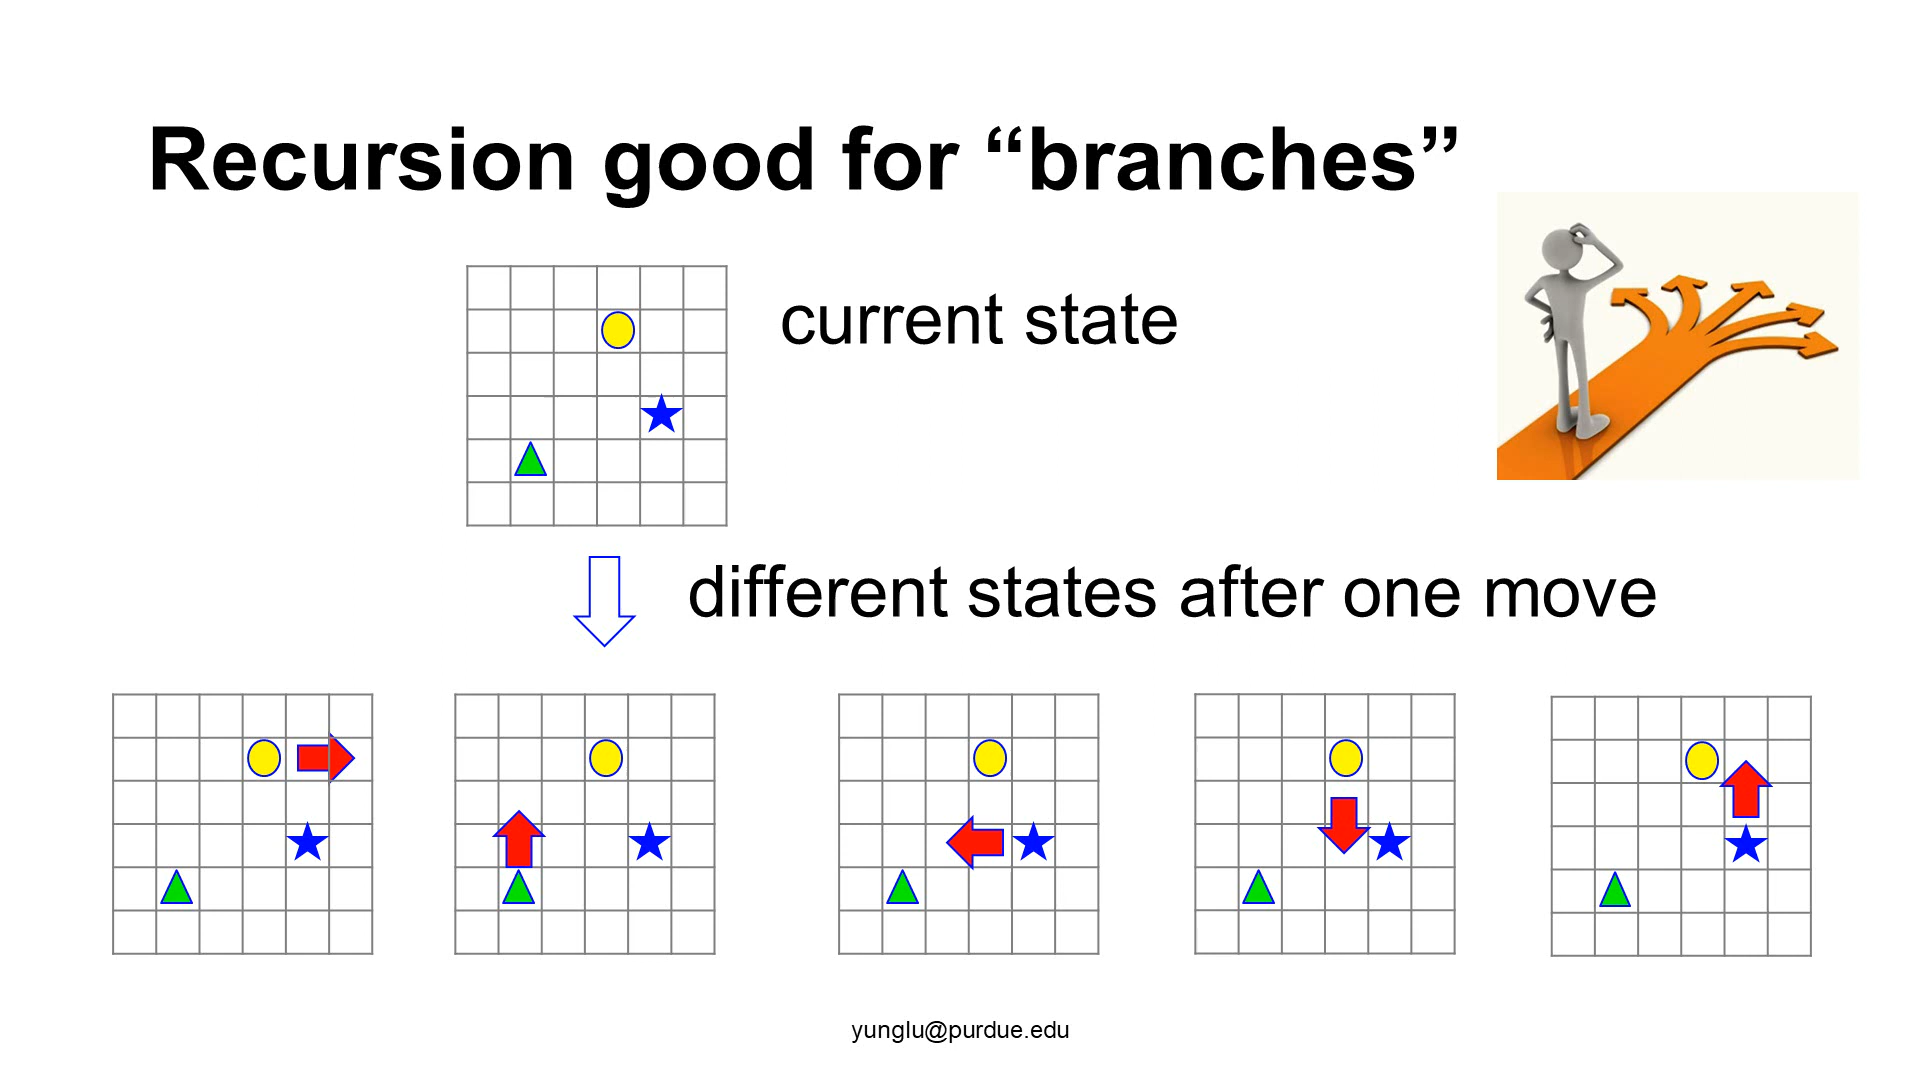 Recursion good for “branches”
current state
different states after one move
yunglu@purdue.edu